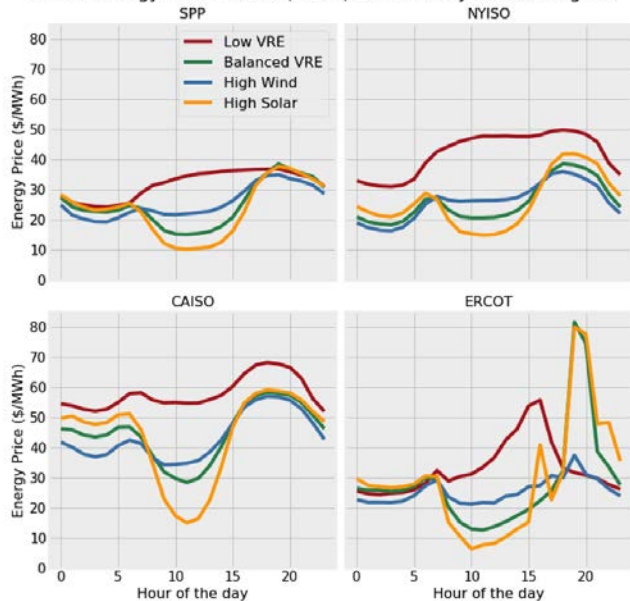 SPP
NYISO
80
70
60
50
40
30
20
10
0
Energy Price ($/MWh)
Low VRE
Balanced VRE
High Wind
High Solar
CAISO
ERCOT
80
70
60
50
40
30
20
10
0
Energy Price ($/MWh)
0 5 10 15 20
0 5 10 15 20
Hour of the day
Hour of the day